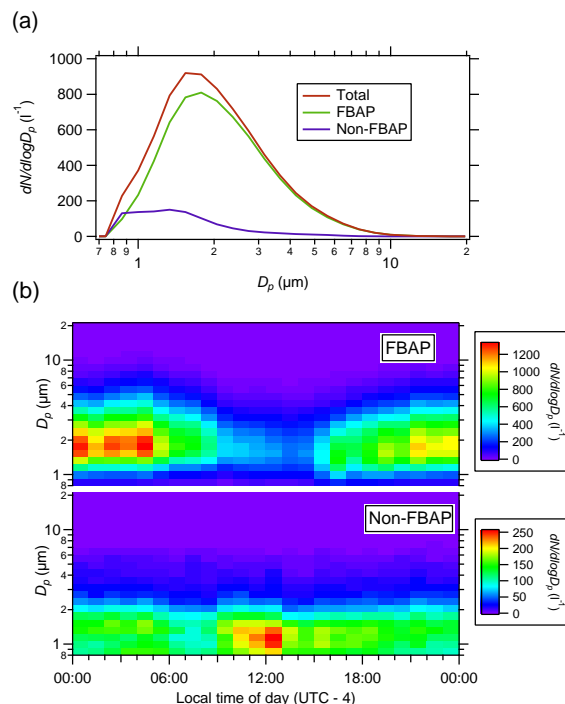 (a)
1000
800
600
400
200
0
dN/dlogDp (l-1)
Total
FBAP
Non-FBAP
7 8 9 1 2 3 4 5 6 7 8 9 10 2
Dp (µm)
(b)
2
10
8
6
4
2
1
8
Dp (µm)
FBAP
1200
1000
800
600
400
200
0
dN/dlogDp (l-1)
2
10
8
6
4
2
1
8
Dp (µm)
Non-FBAP
250
200
150
100
50
0
dN/dlogDp (l-1)
00:00 06:00 12:00 18:00 00:00
Local time of day (UTC - 4)